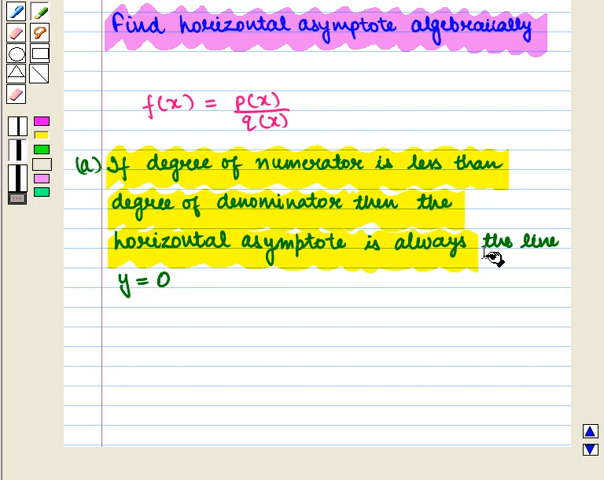 Find horizontal asymptote algebraically
f(x) = p(x)
q(x)
(a) If degree of numerator is less than
degree of denominator then the
horizontal asymptote is always the line
y = 0